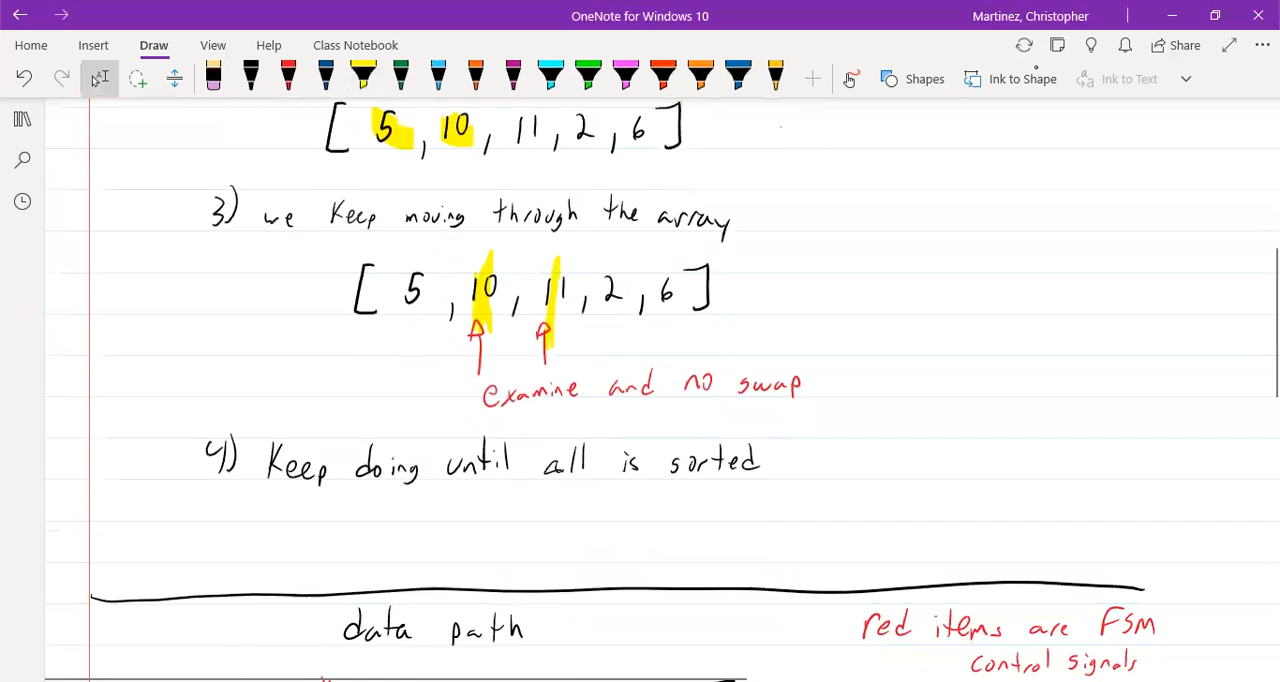 OneNote for Windows 10
Martinez, Christopher
Home Insert Draw View Help Class Notebook
Share
Shapes Ink to Shape Ink to Text
[ 5 , 10 , 11 , 2 , 6 ]
3) we Keep moving through the array
[ 5 , 10 , 11 , 2 , 6 ]
examine and no swap
4) Keep doing until all is sorted
data path
red items are FSM
control signals